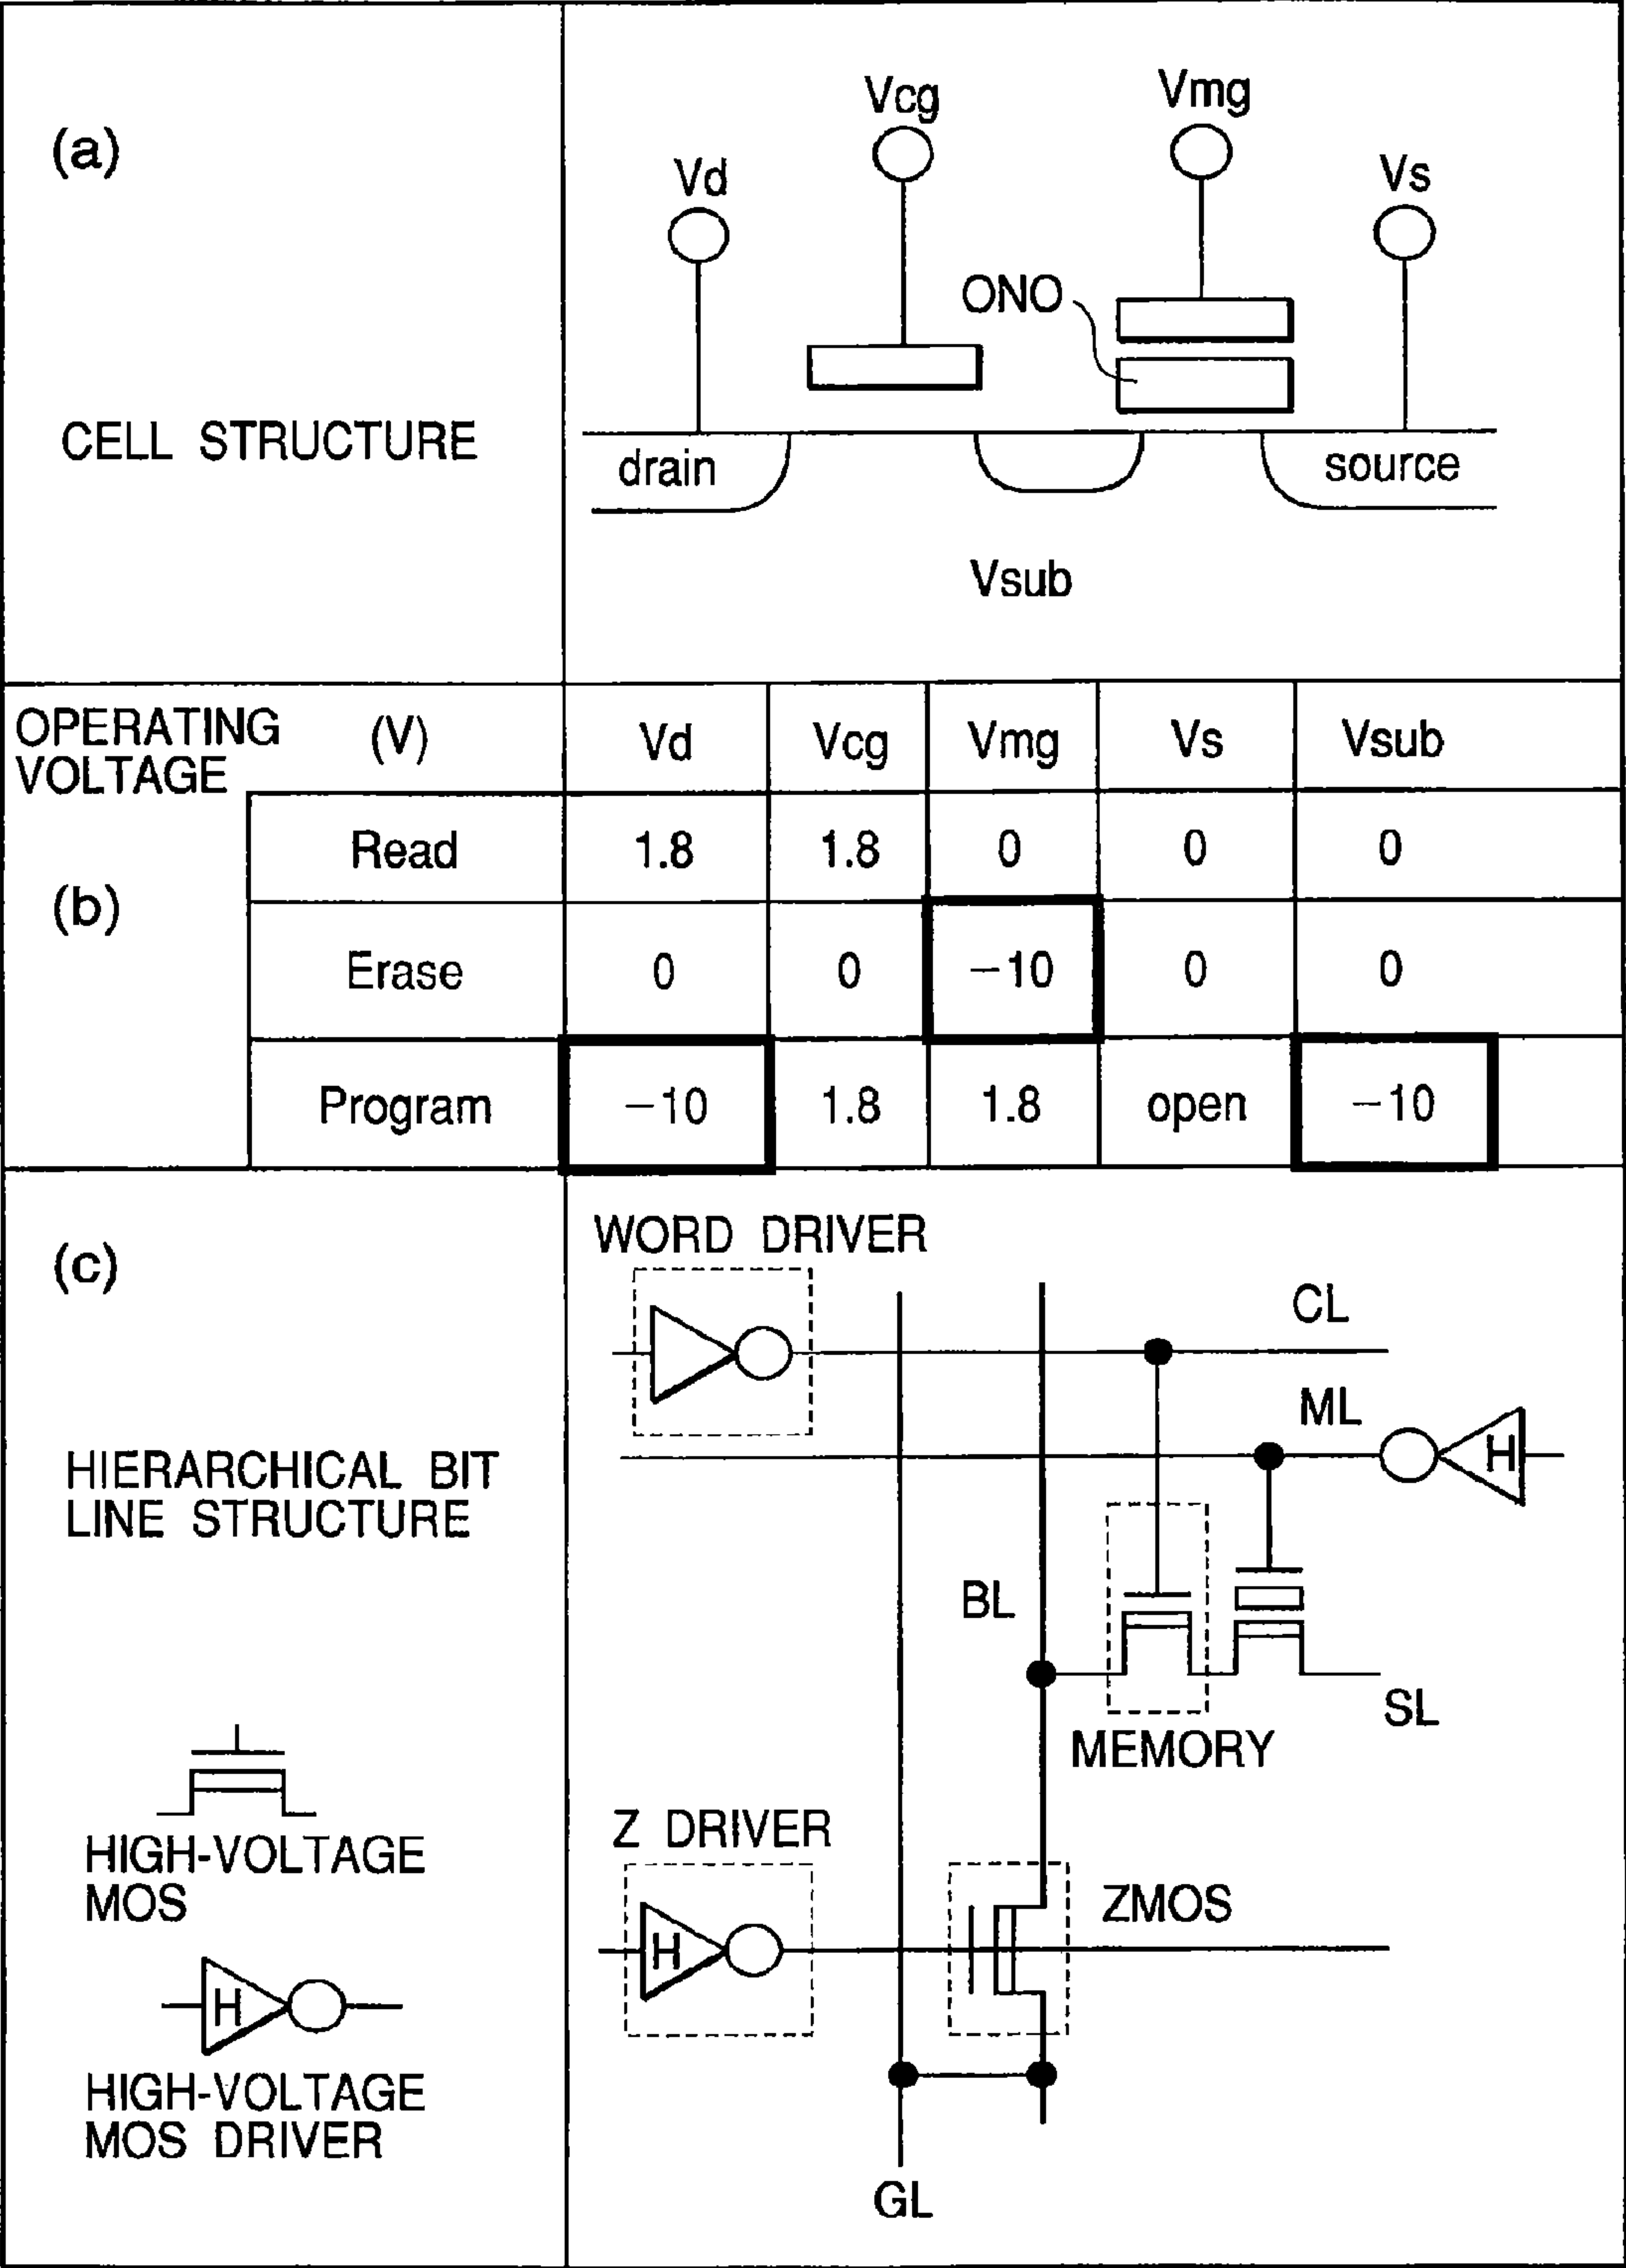 (a)
CELL STRUCTURE
Vd
Vcg
Vmg
Vs
ONO
drain
source
Vsub
OPERATING
VOLTAGE
(V) Vd Vcg Vmg Vs Vsub
(b)
Read 1.8 1.8 0 0 0
Erase 0 0 −10 0 0
Program −10 1.8 1.8 open −10
(c)
HIERARCHICAL BIT
LINE STRUCTURE
HIGH-VOLTAGE
MOS
H
HIGH-VOLTAGE
MOS DRIVER
WORD DRIVER
CL
ML
H
BL
SL
MEMORY
Z DRIVER
H
ZMOS
GL